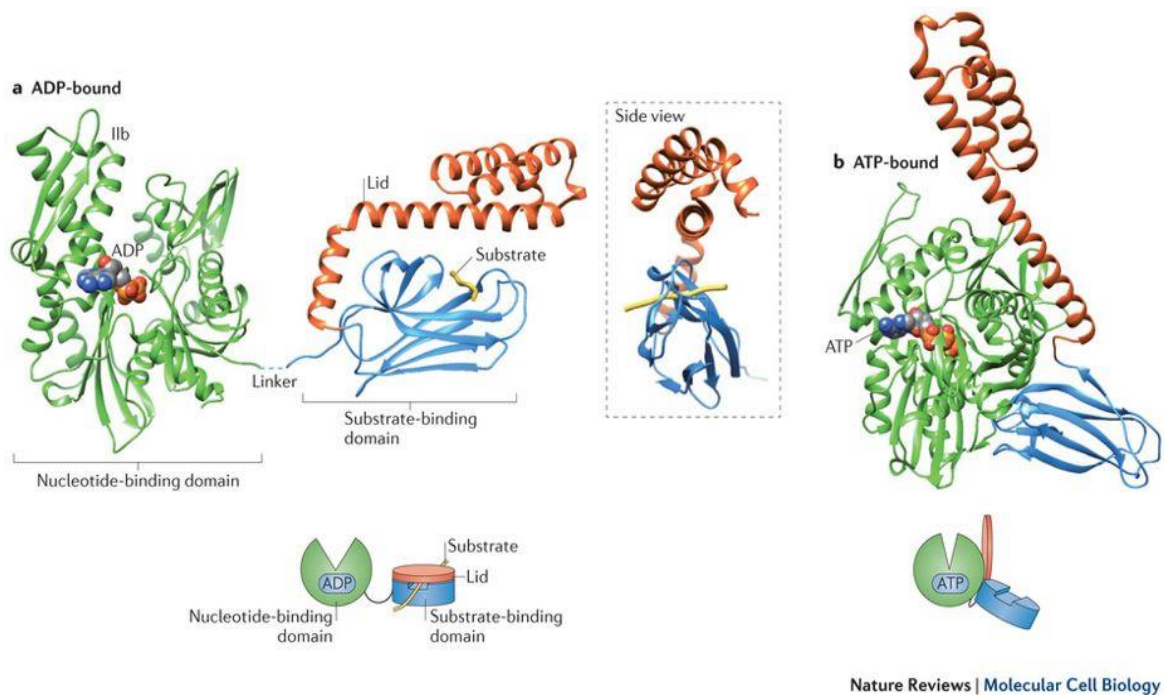 a ADP-bound
IIb
ADP
Lid
Substrate
Linker
Substrate-binding
domain
Nucleotide-binding domain
Side view
b ATP-bound
ATP
Substrate
Lid
ADP
Nucleotide-binding
domain
Substrate-binding
domain
ATP
Nature Reviews | Molecular Cell Biology